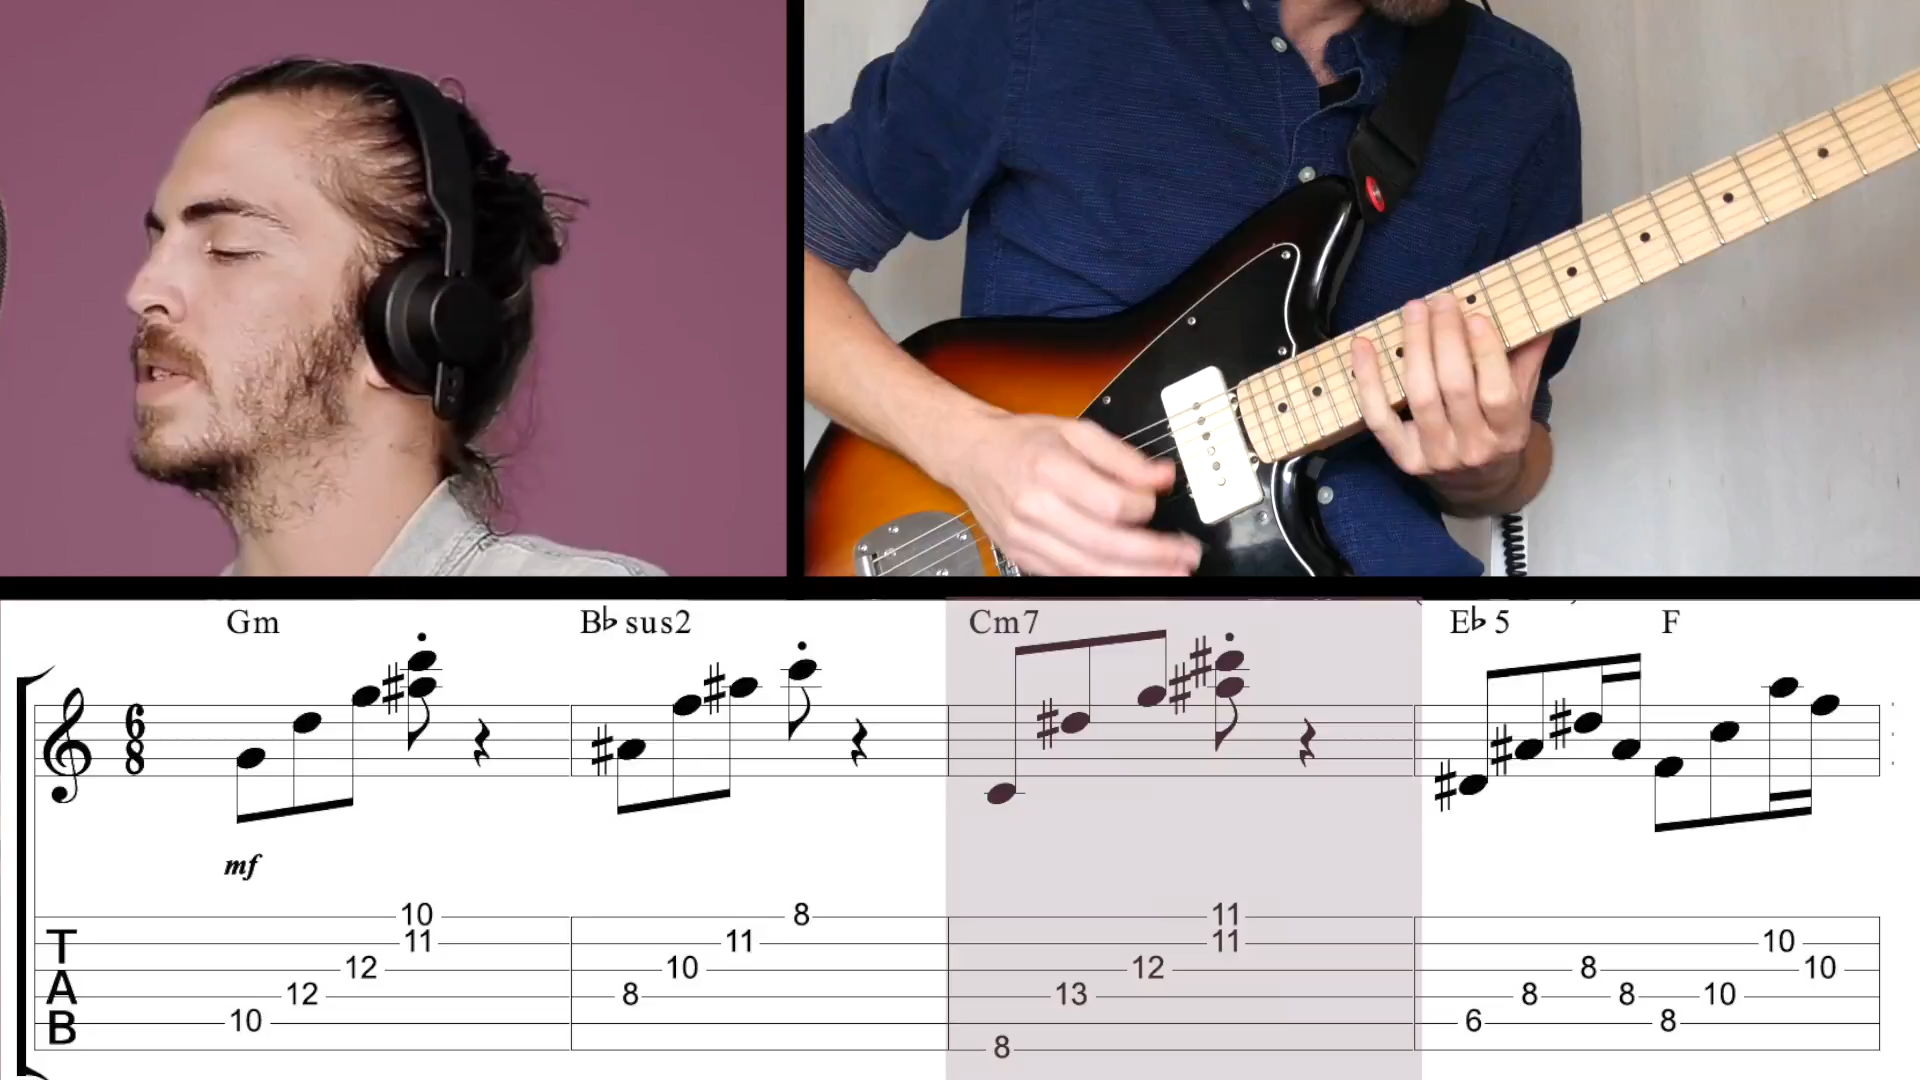 Gm B♭sus2 Cm7 E♭5 F
6
8
mf
10 8 11
T 11 11 11 10
12 10 12 8 10
A 12 8 13 8 8 10
B 10 6 8
8